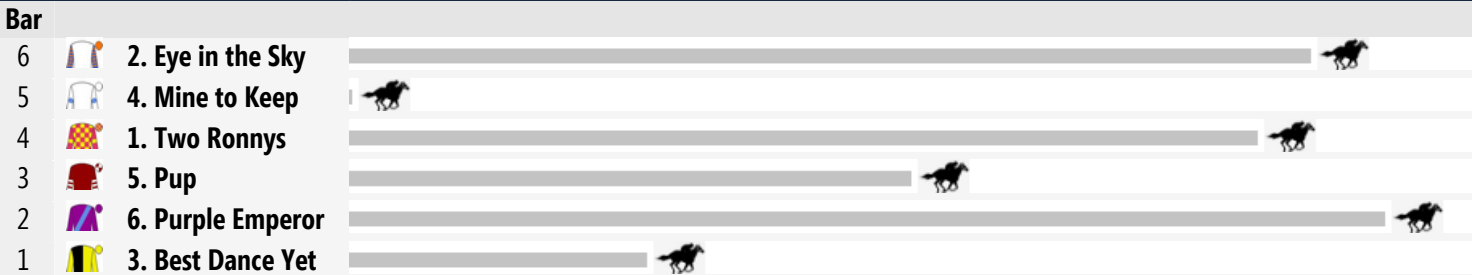 Bar
6 2. Eye in the Sky
5 4. Mine to Keep
4 1. Two Ronnys
3 5. Pup
2 6. Purple Emperor
1 3. Best Dance Yet